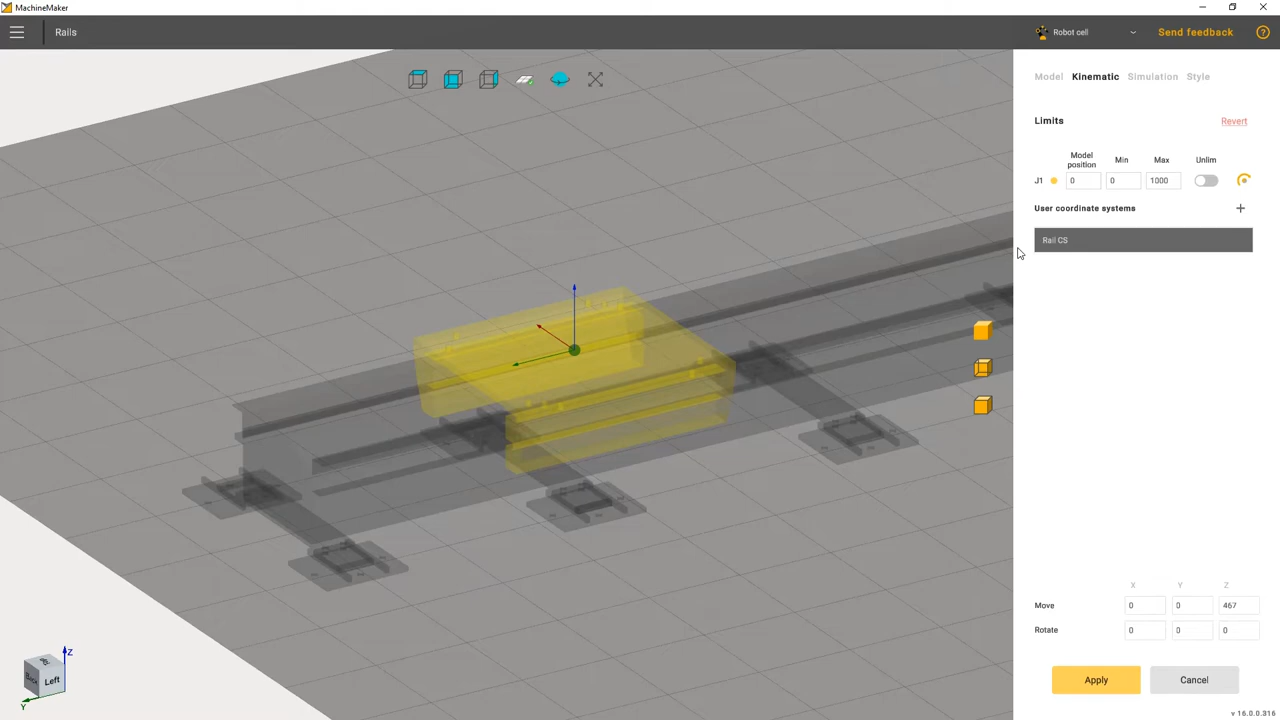 MachineMaker
Rails
Robot cell
Send feedback
?
Model Kinematic Simulation Style
Limits
Revert
Model position Min Max Unlim
J1 0 0 1000
User coordinate systems +
Rail CS
X Y Z
Move 0 0 467
Rotate 0 0 0
Apply Cancel
v 16.0.0.316
Z
Back Left
Y